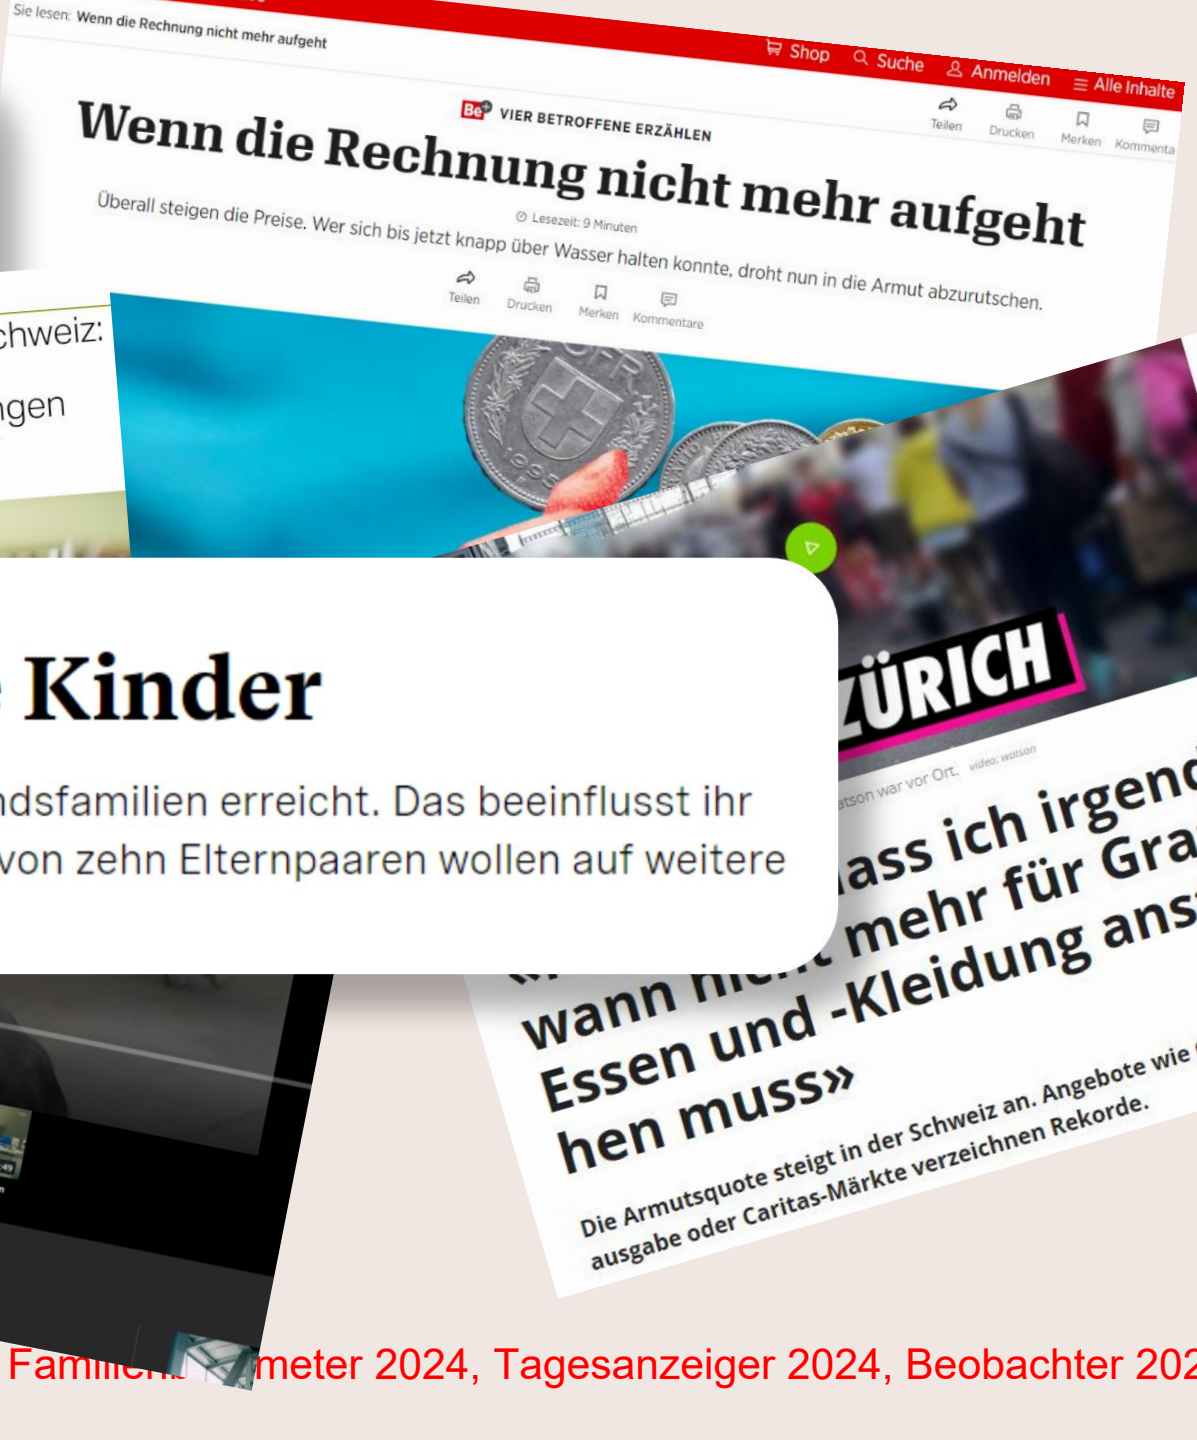 Sie lesen: Wenn die Rechnung nicht mehr aufgeht
Shop Suche Anmelden Alle Inhalte
Teilen Drucken Merken
Be+ VIER BETROFFENE ERZÄHLEN
Wenn die Rechnung nicht mehr aufgeht
Lesezeit: 9 Minuten
Überall steigen die Preise. Wer sich bis jetzt knapp über Wasser halten konnte, droht nun in die Armut abzurutschen.
Teilen Drucken Merken Kommentare
chweiz:
ngen
1995
Kinder
ndsfamilien erreicht. Das beeinflusst ihr
von zehn Elternpaaren wollen auf weitere
ZÜRICH
atson war vor Ort. video: watson
ass ich irgend
mehr für Gra
wann nicht
Essen und -Kleidung ans
hen muss»
Die Armutsquote steigt in der Schweiz an. Angebote wie
ausgabe oder Caritas-Märkte verzeichnen Rekorde.
:49
meter 2024, Tagesanzeiger 2024, Beobachter 202